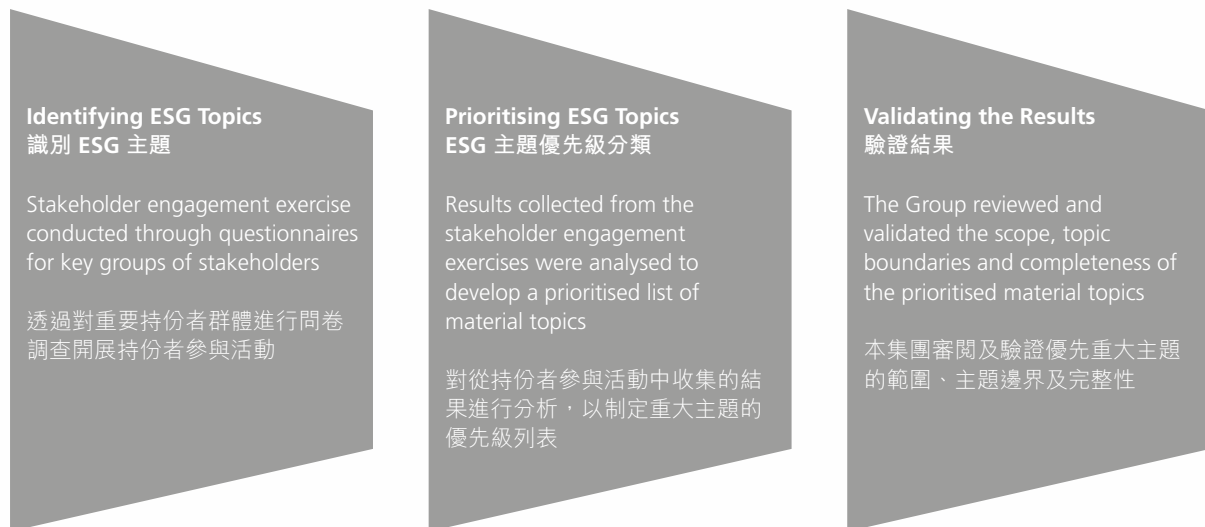 Identifying ESG Topics
識別 ESG 主題
Stakeholder engagement exercise
conducted through questionnaires
for key groups of stakeholders
透過對重要持份者群體進行問卷
調查開展持份者參與活動
Prioritising ESG Topics
ESG 主題優先級分類
Results collected from the
stakeholder engagement
exercises were analysed to
develop a prioritised list of
material topics
對從持份者參與活動中收集的結
果進行分析，以制定重大主題的
優先級列表
Validating the Results
驗證結果
The Group reviewed and
validated the scope, topic
boundaries and completeness of
the prioritised material topics
本集團審閱及驗證優先重大主題
的範圍、主題邊界及完整性